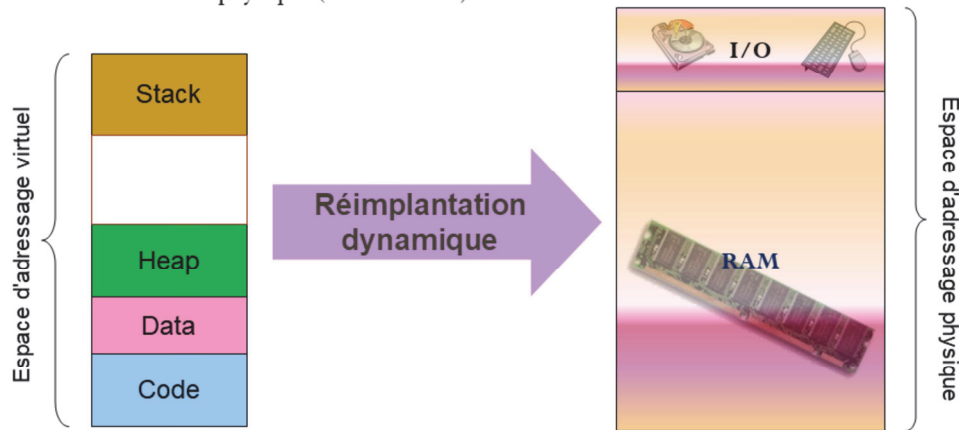 Espace d'adressage virtuel
Stack
Heap
Data
Code
Réimplantation
dynamique
I/O
RAM
Espace d'adressage physique